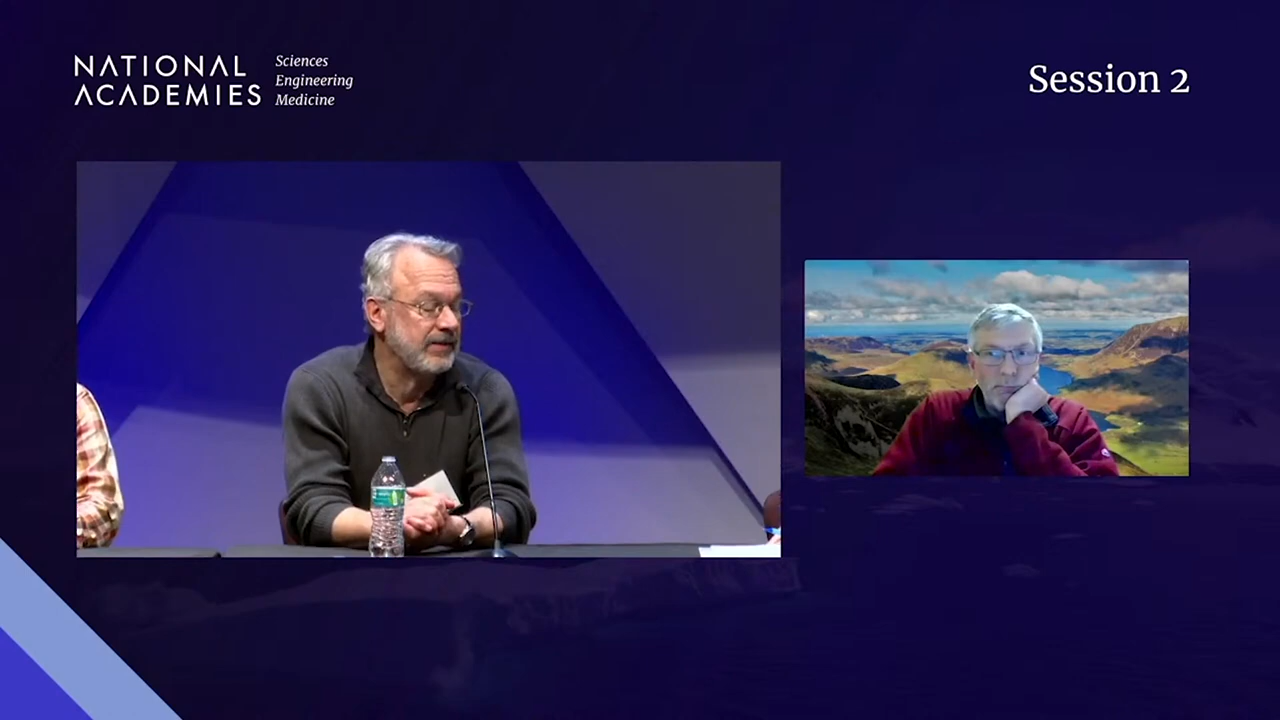 NATIONAL
ACADEMIES
Sciences
Engineering
Medicine
Session 2